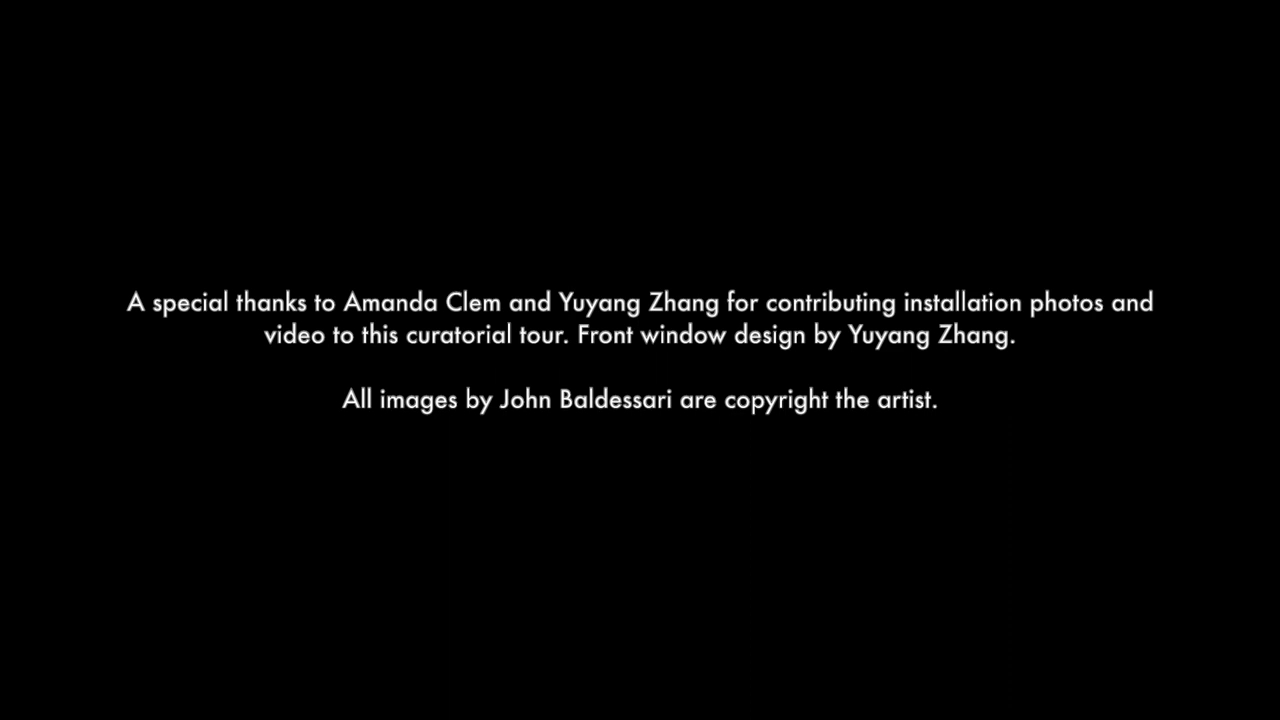 A special thanks to Amanda Clem and Yuyang Zhang for contributing installation photos and
video to this curatorial tour. Front window design by Yuyang Zhang.
All images by John Baldessari are copyright the artist.